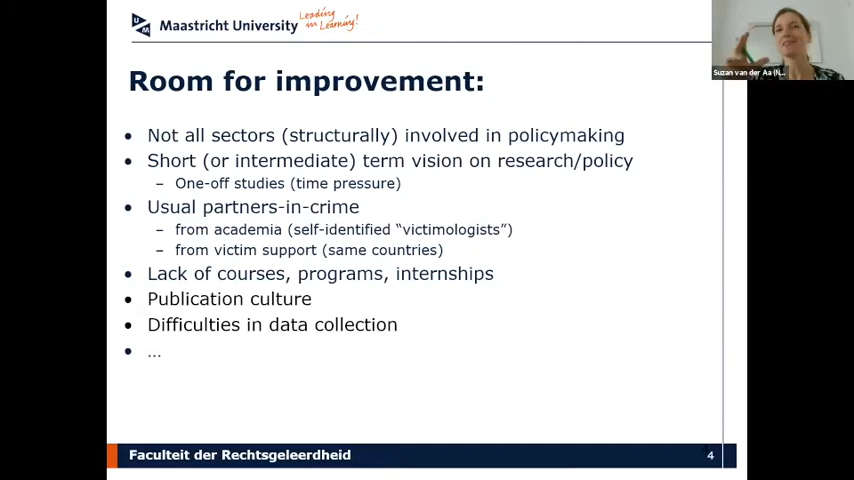 Maastricht University
Leading
in Learning!
Suzan van der Aa (N...
Room for improvement:
• Not all sectors (structurally) involved in policymaking
• Short (or intermediate) term vision on research/policy
– One-off studies (time pressure)
• Usual partners-in-crime
– from academia (self-identified “victimologists”)
– from victim support (same countries)
• Lack of courses, programs, internships
• Publication culture
• Difficulties in data collection
• ...
Faculteit der Rechtsgeleerdheid
4